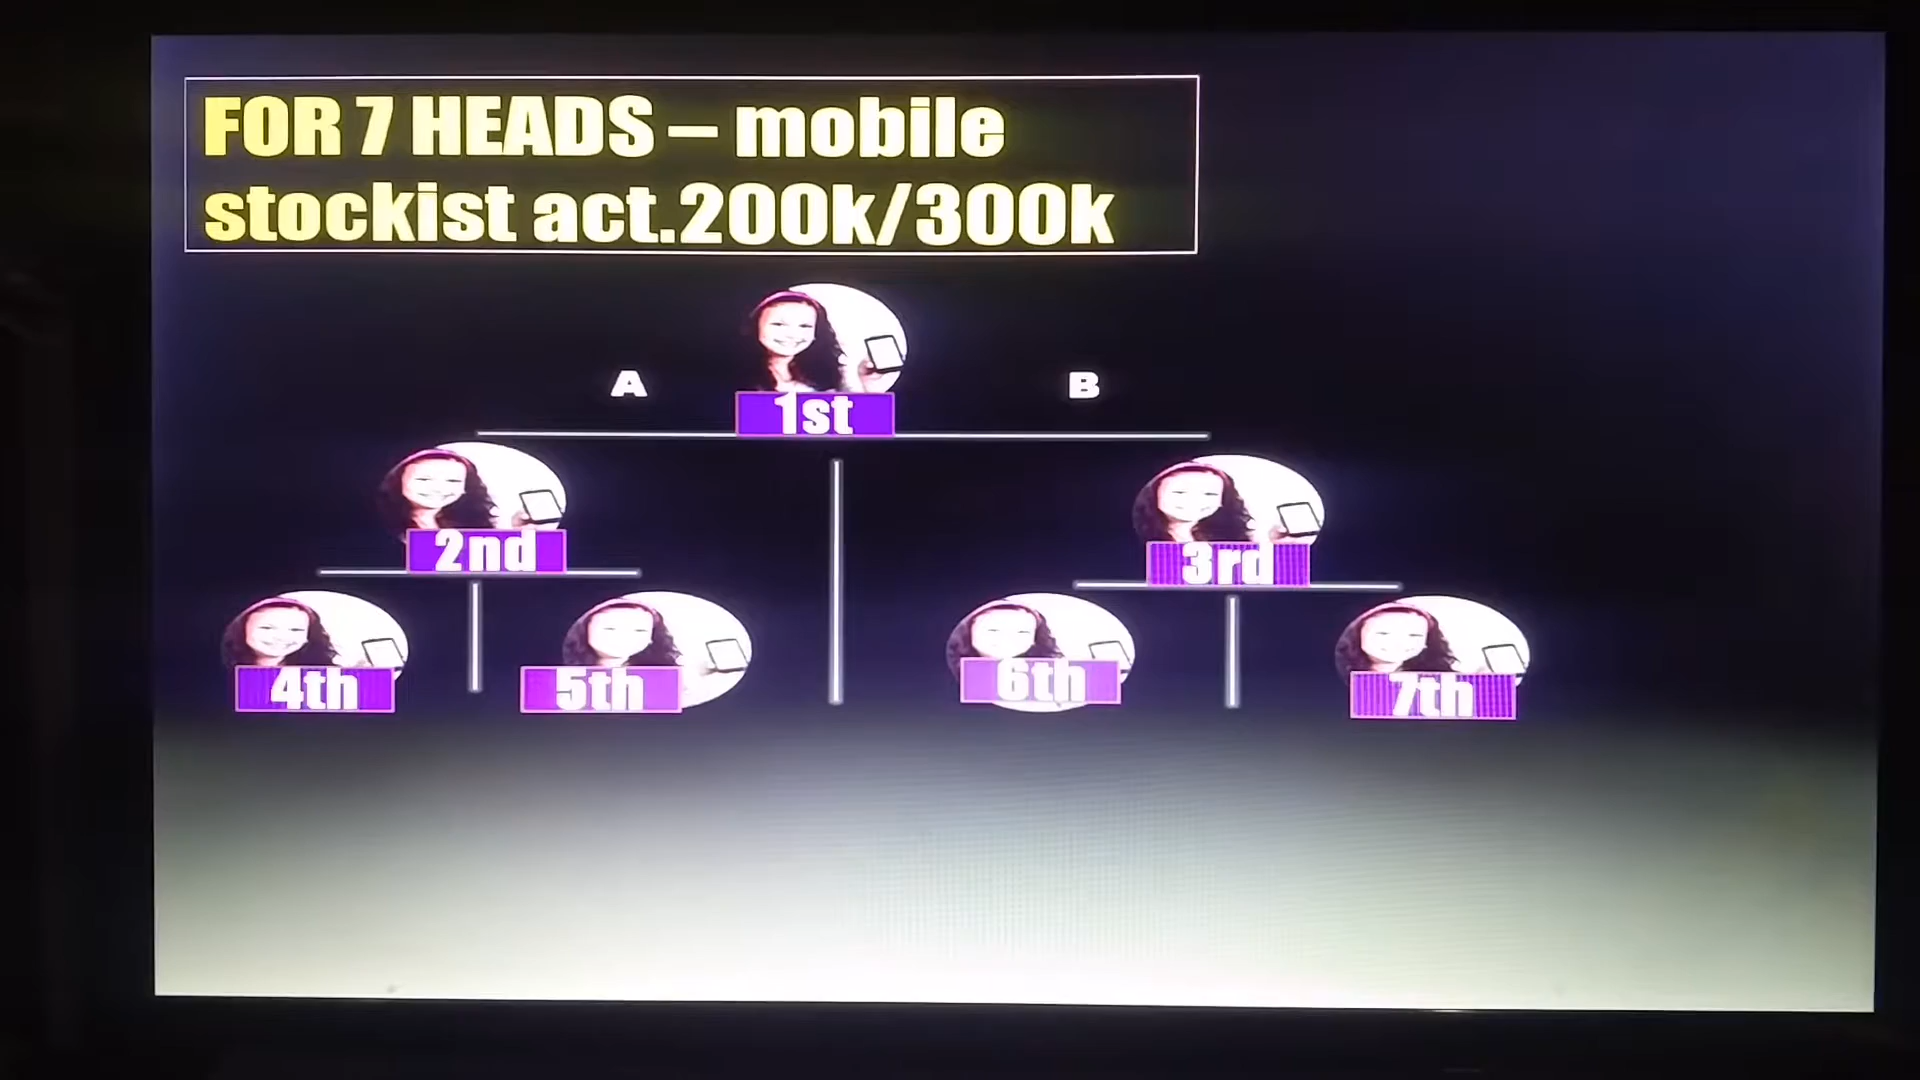 FOR 7 HEADS – mobile
stockist act.200k/300k
A
B
1st
2nd
3rd
4th
5th
6th
7th